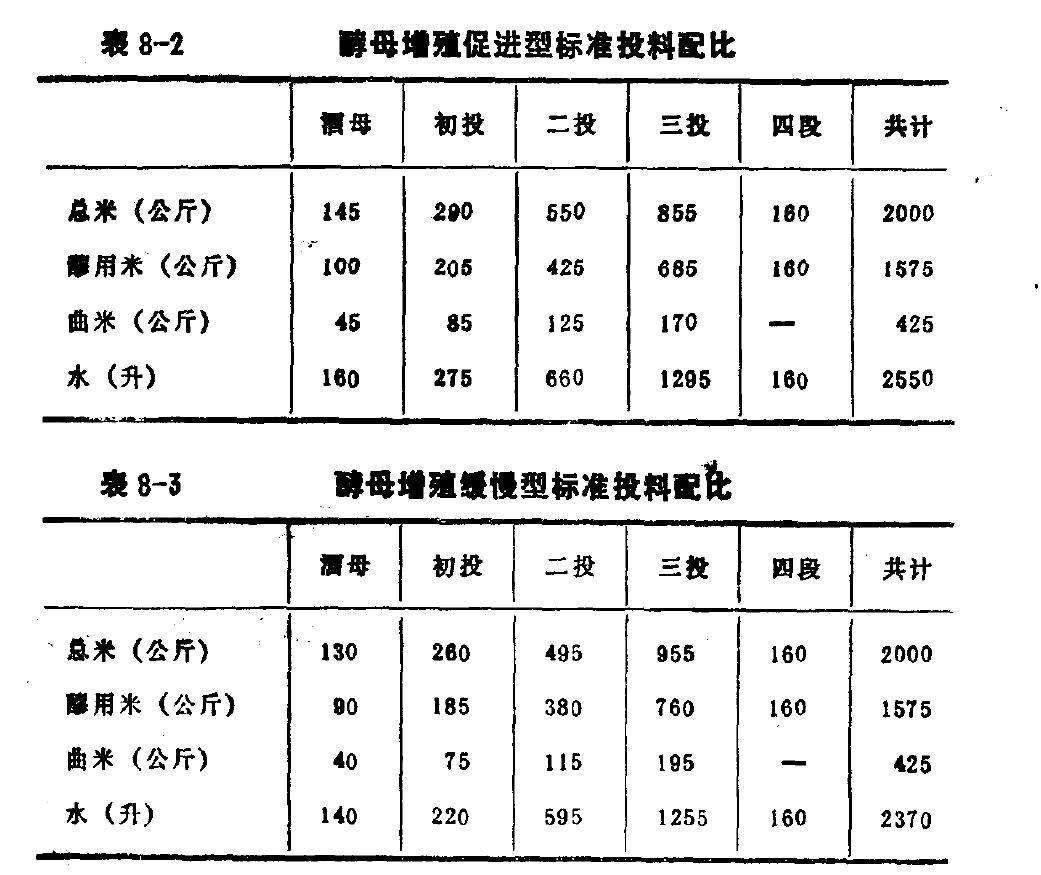 表 8-2 酵母增殖促进型标准投料配比
酒母 初投 二投 三投 四段 共计
总米（公斤） 145 290 550 855 160 2000
醪用米（公斤） 100 205 425 685 160 1575
曲米（公斤） 45 85 125 170 — 425
水（升） 160 275 660 1295 160 2550
表 8-3 酵母增殖缓慢型标准投料配比
酒母 初投 二投 三投 四段 共计
总米（公斤） 130 260 495 955 160 2000
醪用米（公斤） 90 185 380 760 160 1575
曲米（公斤） 40 75 115 195 — 425
水（升） 140 220 595 1255 160 2370